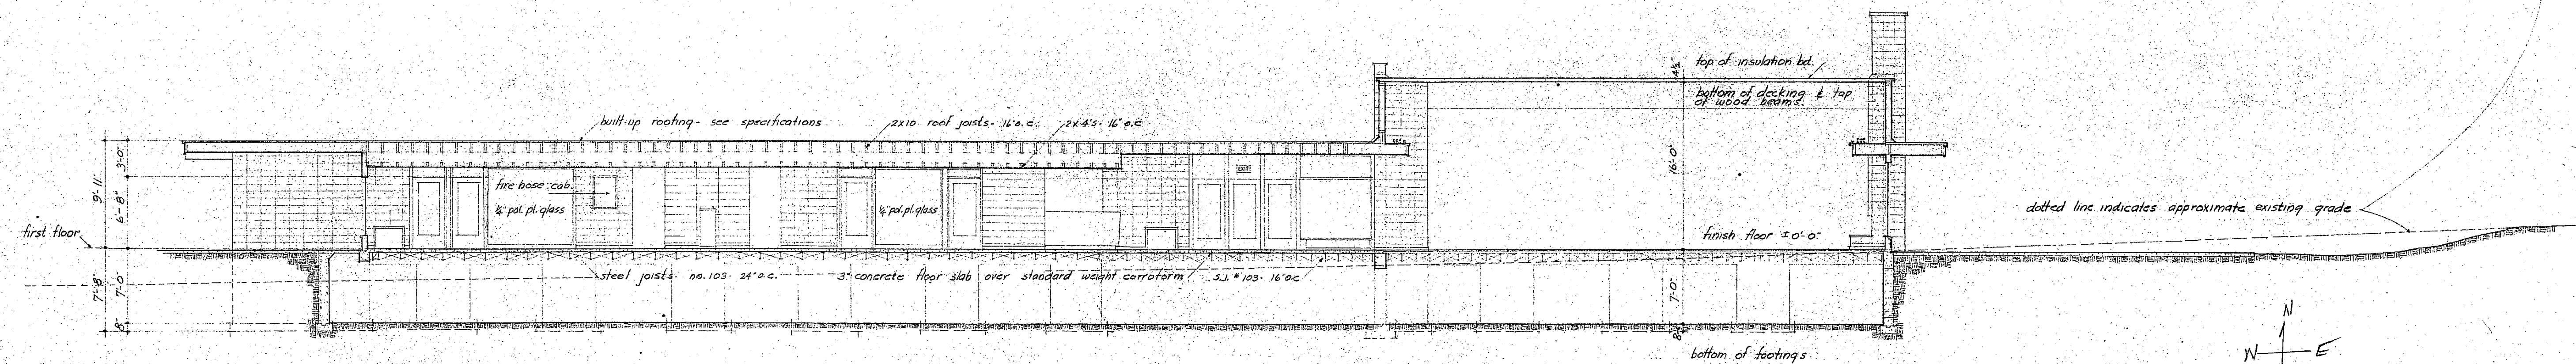 top of insulation bd.
4½"
bottom of decking & top
of wood beams
built-up roofing - see specifications
2x10 roof joists - 16" o.c.
2x4's - 16" o.c.
3'-0"
9'-11"
6'-8"
16'-0"
EXIT
fire hose cab.
¼" pol. pl. glass
¼" pol. pl. glass
first floor
finish floor ±0'-0"
dotted line indicates approximate existing grade
steel joists no. 103 - 24" o.c.
3" concrete floor slab over standard weight corruform
S.J. # 103 - 16" o.c.
7'-8"
7'-0"
8"
7'-0"
8"
bottom of footings
N
W
E